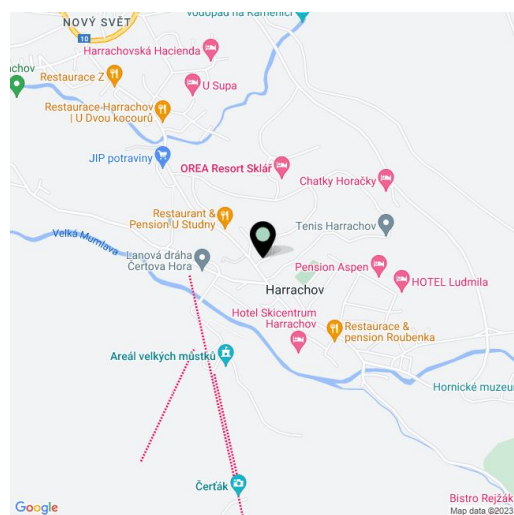 Vodopád na Kamenici
NOVÝ SVĚT
10
Harrachovská Hacienda
achov
Restaurace Z
U Supa
Restaurace Harrachov
| U Dvou kocourů
JIP potraviny
OREA Resort Sklář
Chatky Horačky
Restaurant &
Pension U Studny
Tenis Harrachov
Velká Mumlava
Lanová dráha
Čertova Hora
Pension Aspen
HOTEL Ludmila
Harrachov
Hotel Skicentrum
Harrachov
Restaurace &
pension Roubenka
Areál velkých můstků
Hornické muzeu
Čerťák
Bistro Rejžák
Google
Map data ©2023